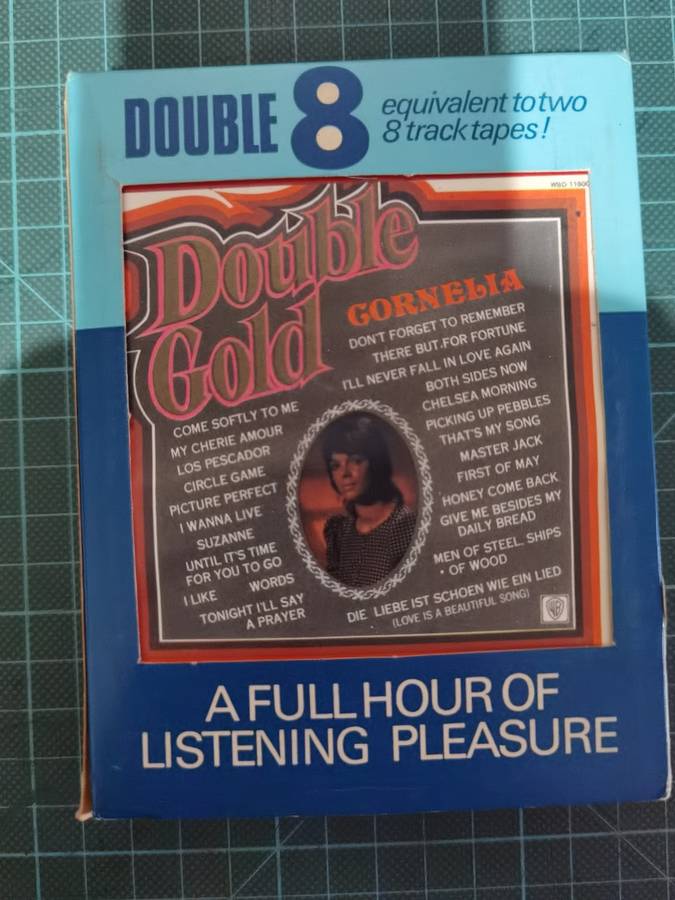 DOUBLE 8
equivalent to two
8 track tapes!
Double
Gold
CORNELIA
DON'T FORGET TO REMEMBER
THERE BUT FOR FORTUNE
I'LL NEVER FALL IN LOVE AGAIN
BOTH SIDES NOW
CHELSEA MORNING
PICKING UP PEBBLES
THAT'S MY SONG
MASTER JACK
FIRST OF MAY
HONEY COME BACK
GIVE ME BESIDES MY
DAILY BREAD
MEN OF STEEL. SHIPS
• OF WOOD
COME SOFTLY TO ME
MY CHERIE AMOUR
LOS PESCADOR
CIRCLE GAME
PICTURE PERFECT
I WANNA LIVE
SUZANNE
UNTIL IT'S TIME
FOR YOU TO GO
I LIKE WORDS
TONIGHT I'LL SAY
A PRAYER
DIE LIEBE IST SCHOEN WIE EIN LIED
(LOVE IS A BEAUTIFUL SONG)
A FULL HOUR OF
LISTENING PLEASURE